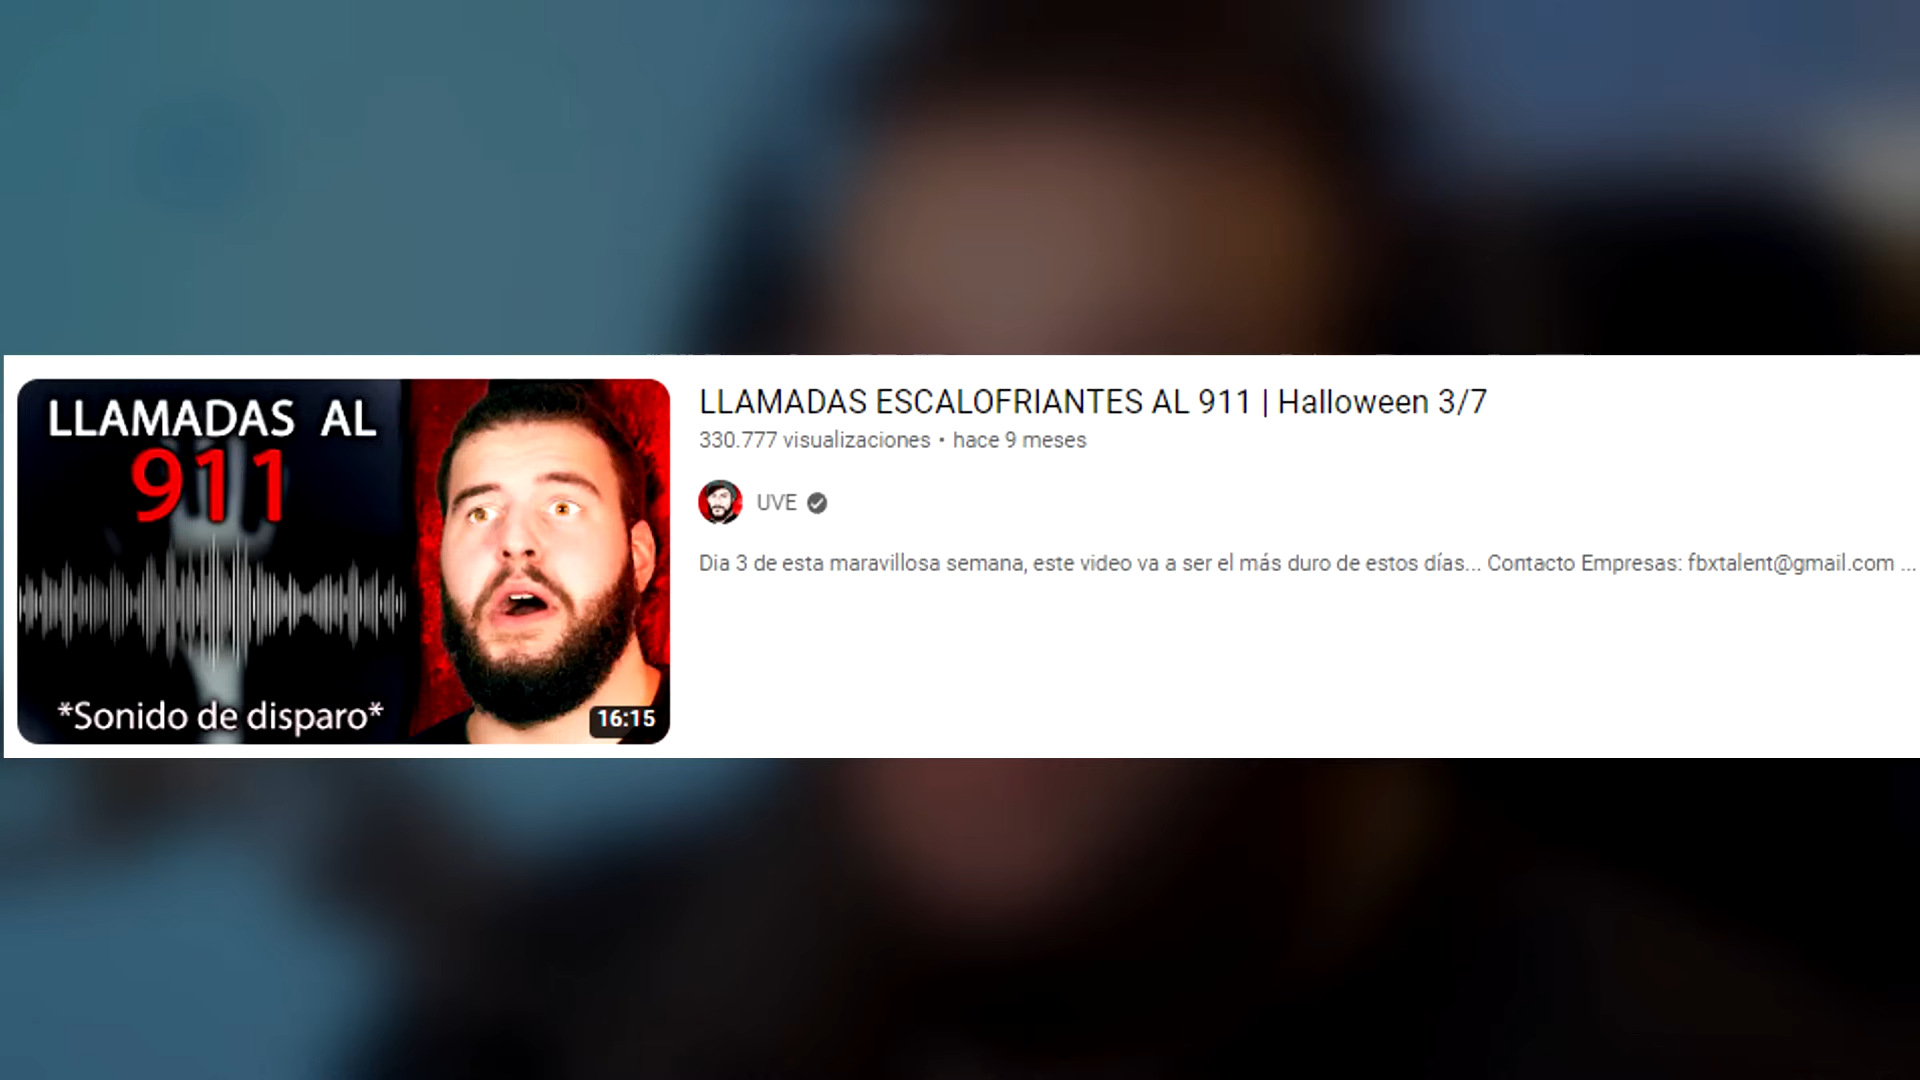 LLAMADAS AL
911
*Sonido de disparo*
16:15
LLAMADAS ESCALOFRIANTES AL 911 | Halloween 3/7
330.777 visualizaciones • hace 9 meses
UVE
Dia 3 de esta maravillosa semana, este video va a ser el más duro de estos días... Contacto Empresas: fbxtalent@gmail.com ...